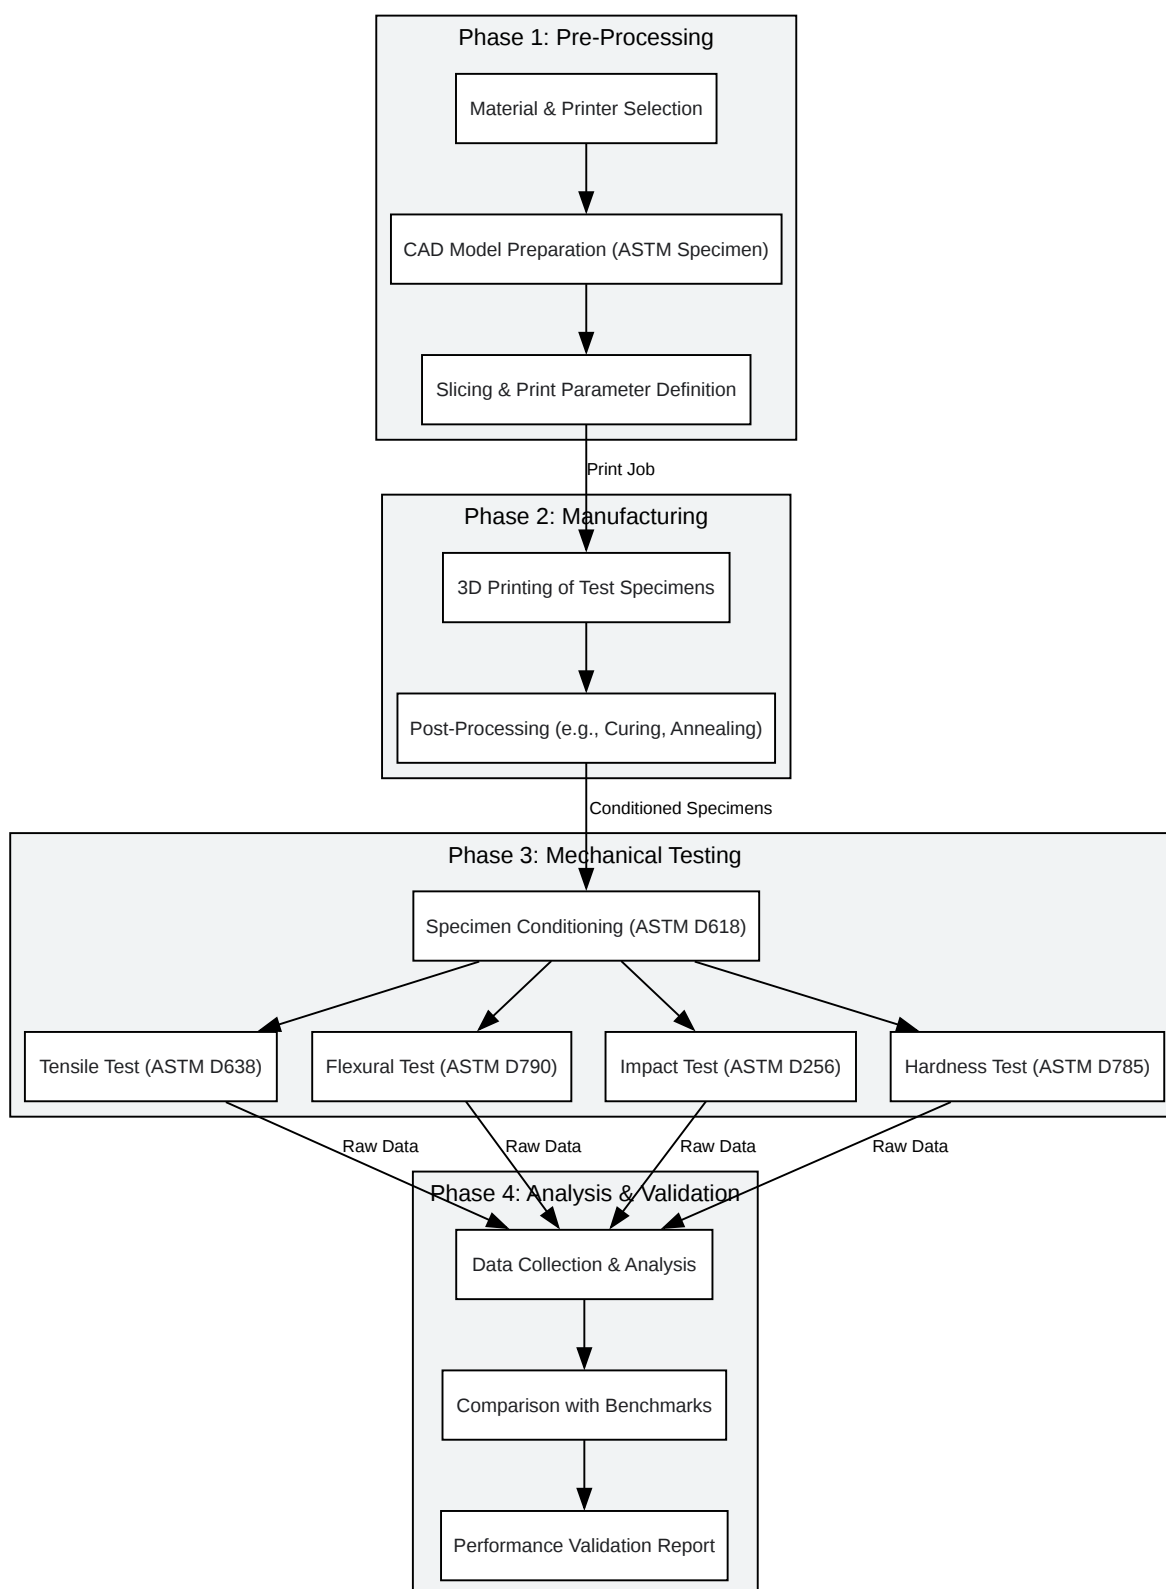 Phase 1: Pre-Processing
Material & Printer Selection
CAD Model Preparation (ASTM Specimen)
Slicing & Print Parameter Definition
Print Job
Phase 2: Manufacturing
3D Printing of Test Specimens
Post-Processing (e.g., Curing, Annealing)
Conditioned Specimens
Phase 3: Mechanical Testing
Specimen Conditioning (ASTM D618)
Tensile Test (ASTM D638)
Flexural Test (ASTM D790)
Impact Test (ASTM D256)
Hardness Test (ASTM D785)
Raw Data
Raw Data
Raw Data
Raw Data
Phase 4: Analysis & Validation
Data Collection & Analysis
Comparison with Benchmarks
Performance Validation Report